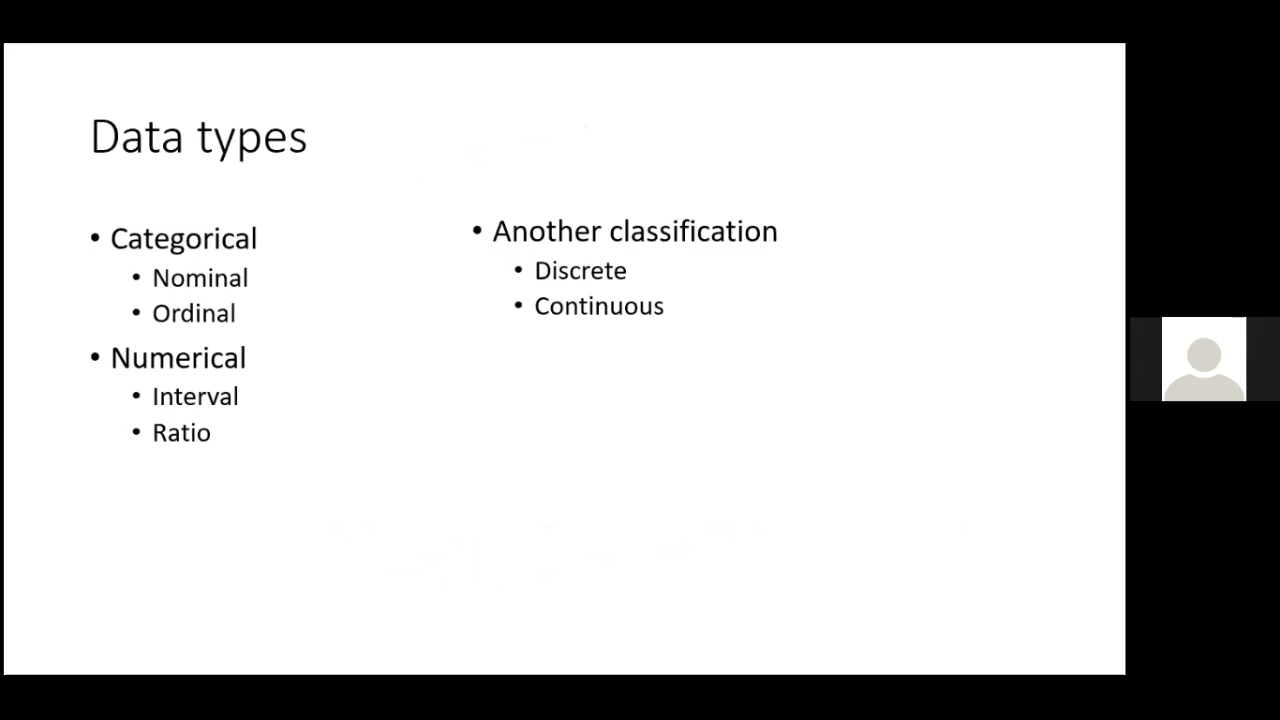 Data types
• Categorical
• Nominal
• Ordinal
• Numerical
• Interval
• Ratio
• Another classification
• Discrete
• Continuous